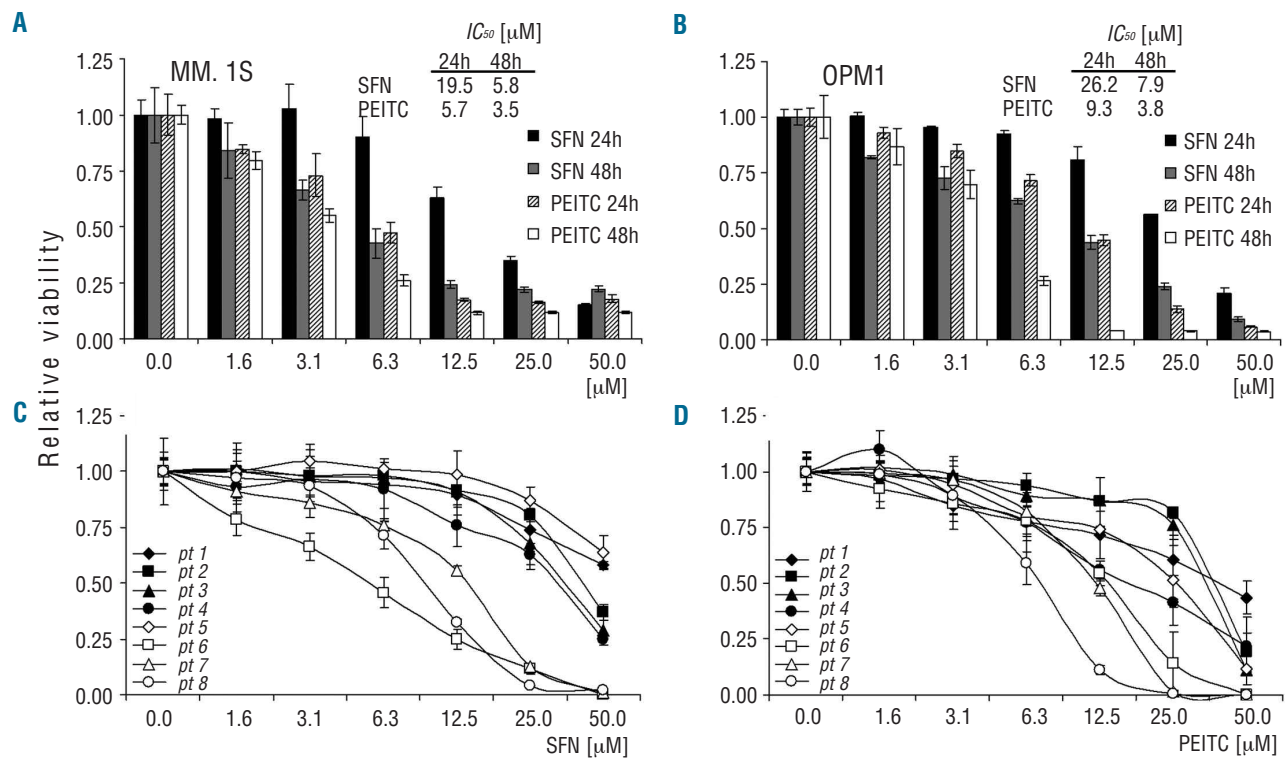 A
MM. 1S
IC50 [µM]
24h 48h
SFN 19.5 5.8
PEITC 5.7 3.5
SFN 24h
SFN 48h
PEITC 24h
PEITC 48h
1.25
1.00
0.75
0.50
0.25
0.00
0.0 1.6 3.1 6.3 12.5 25.0 50.0
[µM]
B
OPM1
IC50 [µM]
24h 48h
SFN 26.2 7.9
PEITC 9.3 3.8
SFN 24h
SFN 48h
PEITC 24h
PEITC 48h
1.25
1.00
0.75
0.50
0.25
0.00
0.0 1.6 3.1 6.3 12.5 25.0 50.0
[µM]
Relative viability
C
1.25
1.00
0.75
0.50
0.25
0.00
pt 1
pt 2
pt 3
pt 4
pt 5
pt 6
pt 7
pt 8
0.0 1.6 3.1 6.3 12.5 25.0 50.0
SFN [µM]
D
1.25
1.00
0.75
0.50
0.25
0.00
pt 1
pt 2
pt 3
pt 4
pt 5
pt 6
pt 7
pt 8
0.0 1.6 3.1 6.3 12.5 25.0 50.0
PEITC [µM]